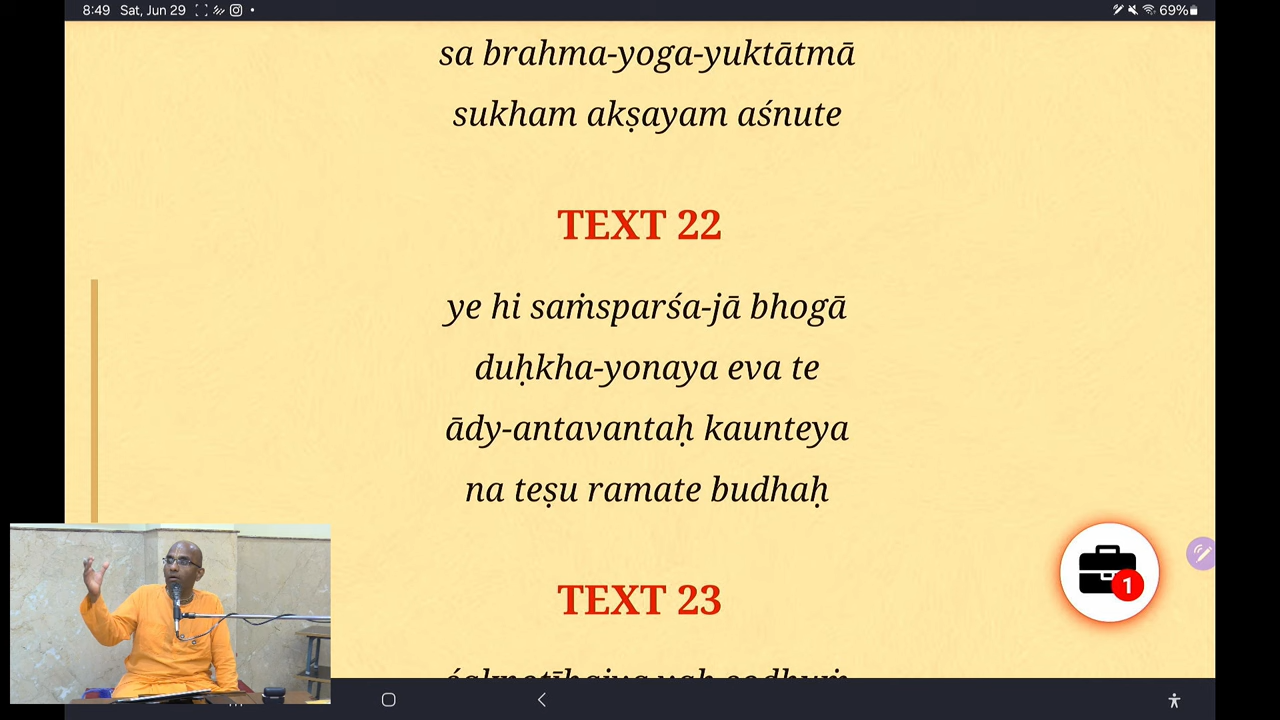 8:49 Sat, Jun 29
69%
sa brahma-yoga-yuktātmā
sukham akṣayam aśnute
TEXT 22
ye hi saṁsparśa-jā bhogā
duḥkha-yonaya eva te
ādy-antavantaḥ kaunteya
na teṣu ramate budhaḥ
1
TEXT 23